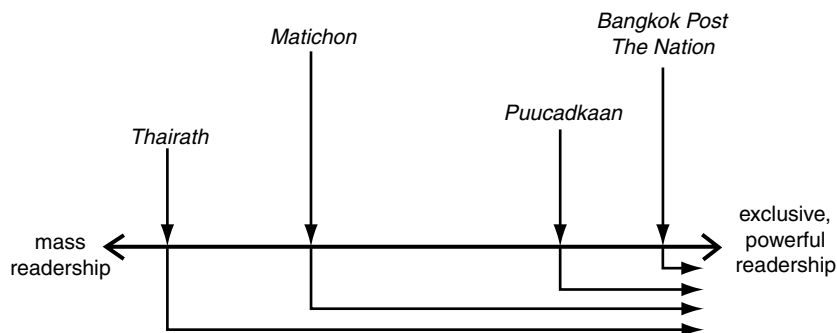 Bangkok Post
The Nation
Matichon
Puucadkaan
Thairath
mass
readership
exclusive,
powerful
readership